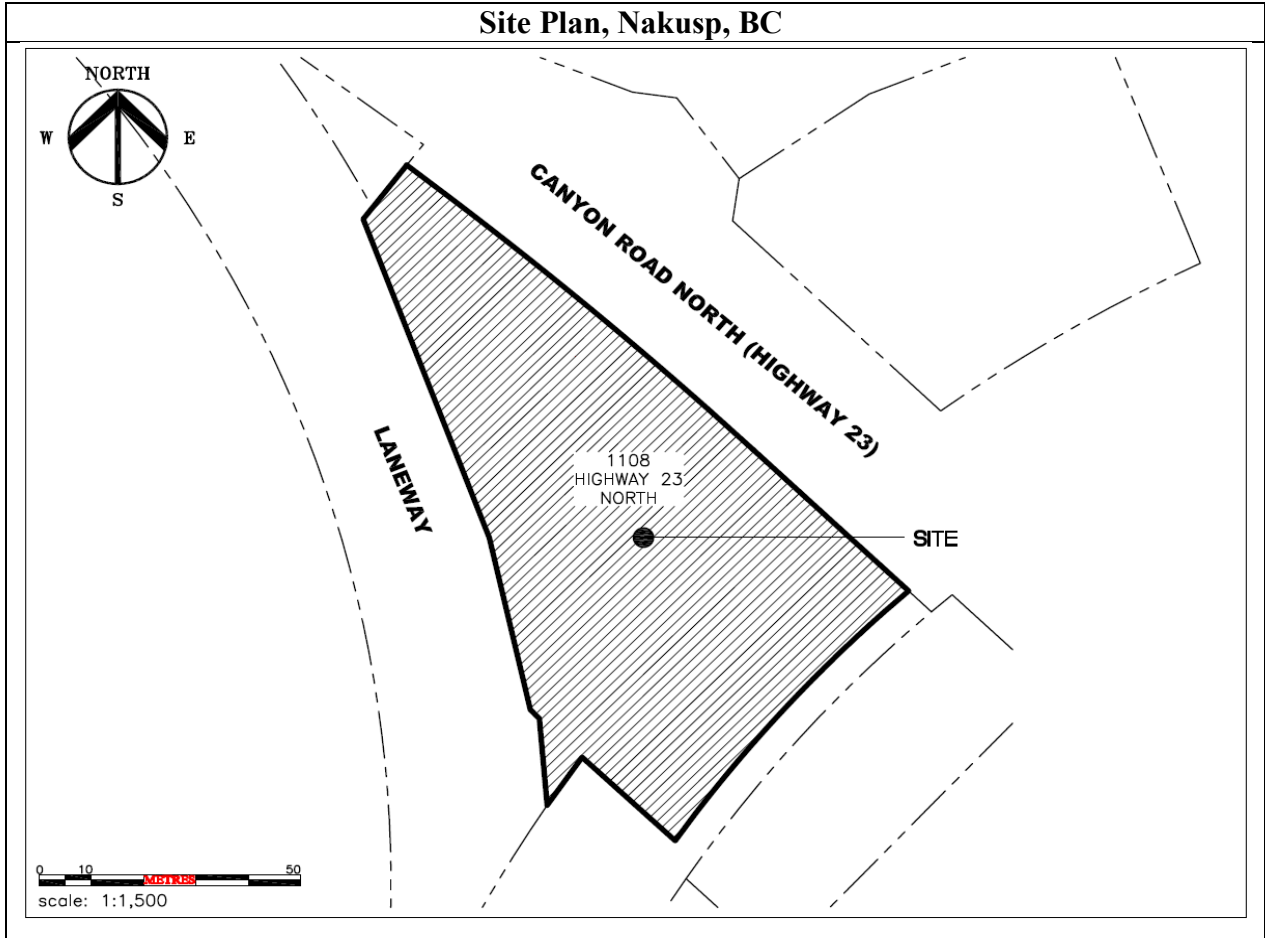 Site Plan, Nakusp, BC
NORTH
W
E
S
CANYON ROAD NORTH (HIGHWAY 23)
LANEWAY
1108
HIGHWAY 23
NORTH
SITE
0 10 50
METRES
scale: 1:1,500